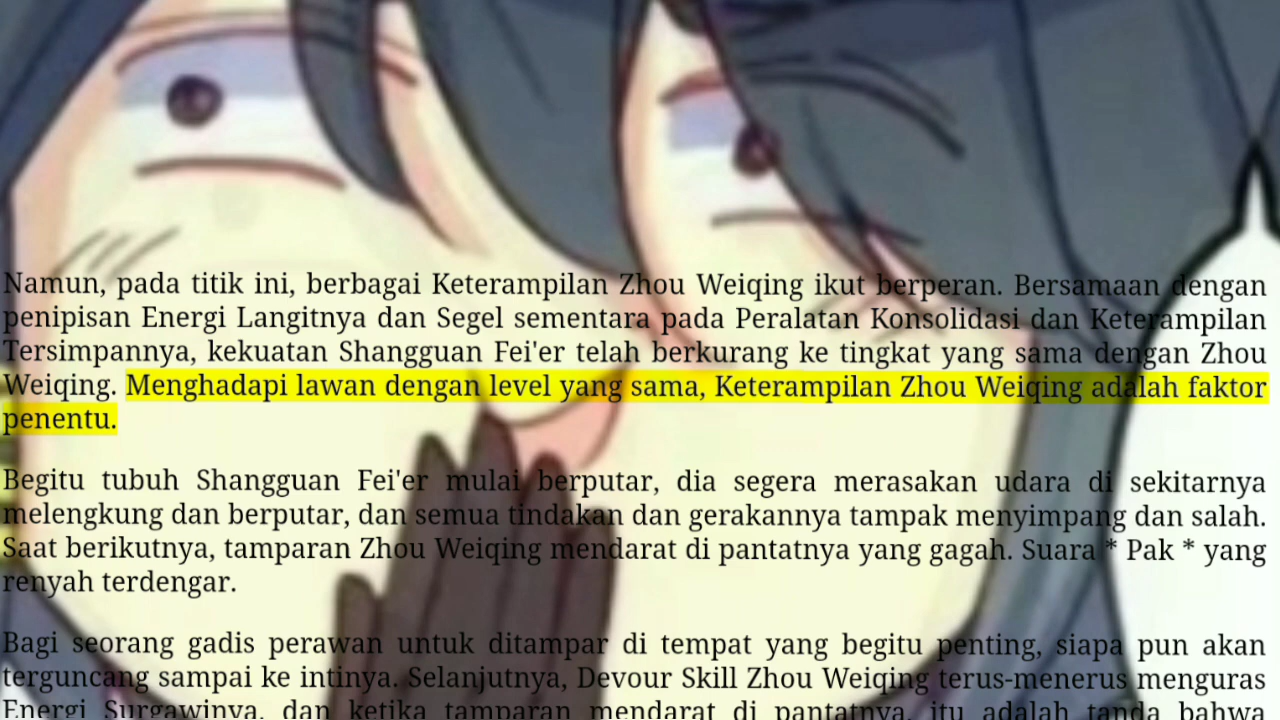 Namun, pada titik ini, berbagai Keterampilan Zhou Weiqing ikut berperan. Bersamaan dengan
penipisan Energi Langitnya dan Segel sementara pada Peralatan Konsolidasi dan Keterampilan
Tersimpannya, kekuatan Shangguan Fei'er telah berkurang ke tingkat yang sama dengan Zhou
Weiqing. Menghadapi lawan dengan level yang sama, Keterampilan Zhou Weiqing adalah faktor
penentu.
Begitu tubuh Shangguan Fei'er mulai berputar, dia segera merasakan udara di sekitarnya
melengkung dan berputar, dan semua tindakan dan gerakannya tampak menyimpang dan salah.
Saat berikutnya, tamparan Zhou Weiqing mendarat di pantatnya yang gagah. Suara * Pak * yang
renyah terdengar.
Bagi seorang gadis perawan untuk ditampar di tempat yang begitu penting, siapa pun akan
terguncang sampai ke intinya. Selanjutnya, Devour Skill Zhou Weiqing terus-menerus menguras
Energi Surgawinya, dan ketika tamparan mendarat di pantatnya, itu adalah tanda bahwa